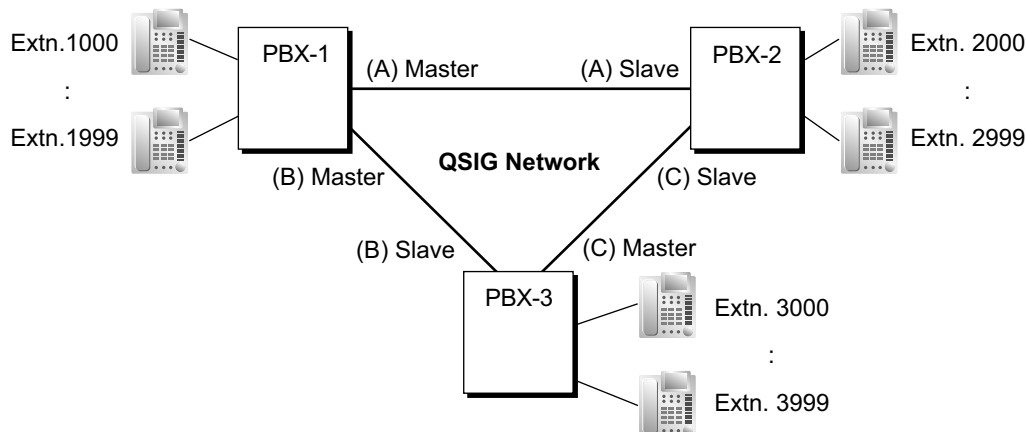 Extn.1000
:
Extn.1999
PBX-1
(A) Master
(A) Slave
PBX-2
Extn. 2000
:
Extn. 2999
QSIG Network
(B) Master
(C) Slave
(B) Slave
(C) Master
PBX-3
Extn. 3000
:
Extn. 3999